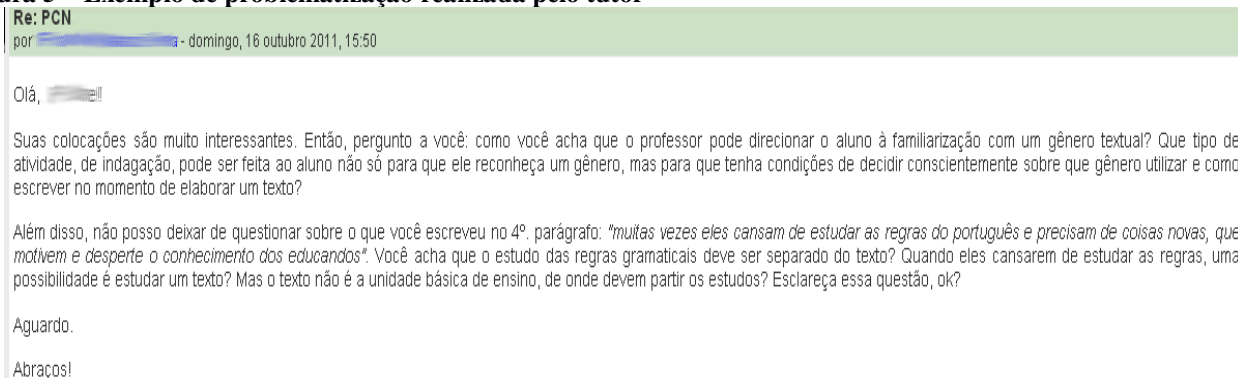 Exemplo de problematização realizada pelo tutor
Re: PCN
por - domingo, 16 outubro 2011, 15:50
Olá,
Suas colocações são muito interessantes. Então, pergunto a você: como você acha que o professor pode direcionar o aluno à familiarização com um gênero textual? Que tipo de
atividade, de indagação, pode ser feita ao aluno não só para que ele reconheça um gênero, mas para que tenha condições de decidir conscientemente sobre que gênero utilizar e como
escrever no momento de elaborar um texto?
Além disso, não posso deixar de questionar sobre o que você escreveu no 4º. parágrafo: "muitas vezes eles cansam de estudar as regras do português e precisam de coisas novas, que
motivem e desperte o conhecimento dos educandos". Você acha que o estudo das regras gramaticais deve ser separado do texto? Quando eles cansarem de estudar as regras, uma
possibilidade é estudar um texto? Mas o texto não é a unidade básica de ensino, de onde devem partir os estudos? Esclareça essa questão, ok?
Aguardo.
Abraços!